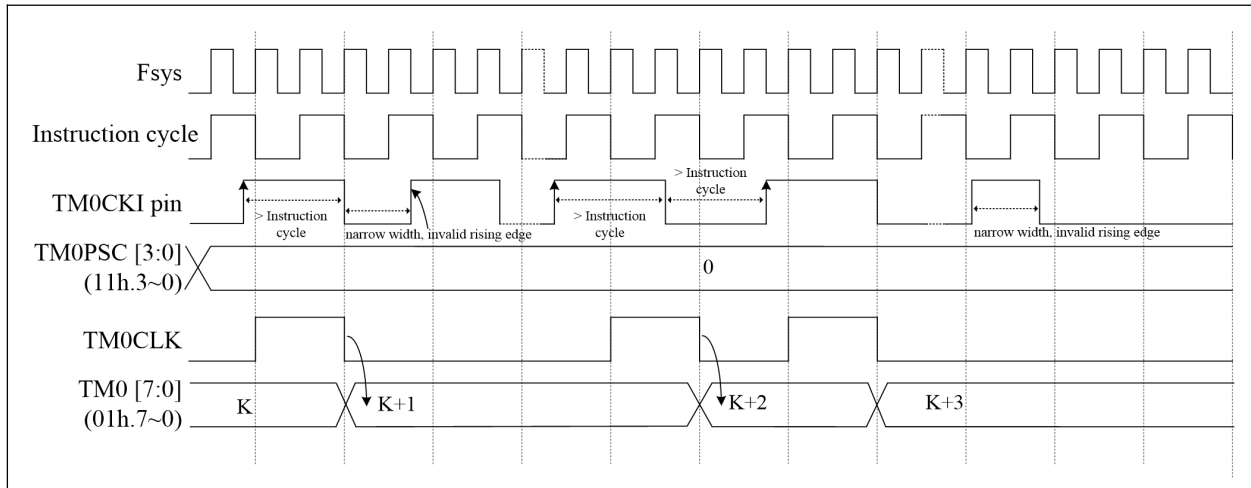 Fsys
Instruction cycle
> Instruction
cycle
TM0CKI pin
> Instruction
cycle
narrow width, invalid rising edge
> Instruction
cycle
narrow width, invalid rising edge
TM0PSC [3:0]
(11h.3~0)
0
TM0CLK
TM0 [7:0]
(01h.7~0)
K
K+1
K+2
K+3